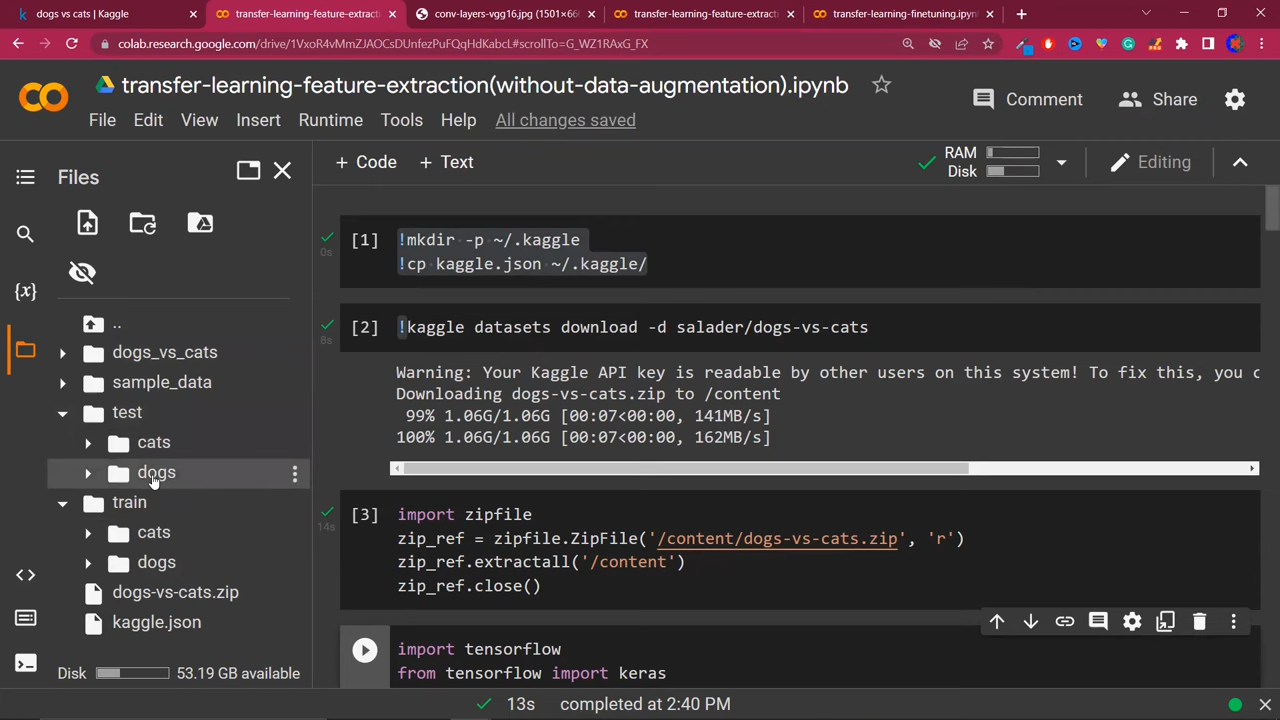 dogs vs cats | Kaggle
transfer-learning-feature-extracti
conv-layers-vgg16.jpg (1501×66
transfer-learning-feature-extracti
transfer-learning-finetuning.ipyn
colab.research.google.com/drive/1VxoR4vMmZJAOCsDUnfezPuFQqHdKabcL#scrollTo=G_WZ1RAxG_FX
transfer-learning-feature-extraction(without-data-augmentation).ipynb
Comment
Share
File Edit View Insert Runtime Tools Help All changes saved
Files
+ Code + Text
RAM
Disk
Editing
{x}
..
dogs_vs_cats
sample_data
test
cats
dogs
train
cats
dogs
dogs-vs-cats.zip
kaggle.json
Disk 53.19 GB available
[1] !mkdir -p ~/.kaggle
!cp kaggle.json ~/.kaggle/
0s
[2] !kaggle datasets download -d salader/dogs-vs-cats
8s
Warning: Your Kaggle API key is readable by other users on this system! To fix this, you c
Downloading dogs-vs-cats.zip to /content
99% 1.06G/1.06G [00:07<00:00, 141MB/s]
100% 1.06G/1.06G [00:07<00:00, 162MB/s]
[3] import zipfile
14s
zip_ref = zipfile.ZipFile('/content/dogs-vs-cats.zip', 'r')
zip_ref.extractall('/content')
zip_ref.close()
import tensorflow
from tensorflow import keras
13s completed at 2:40 PM